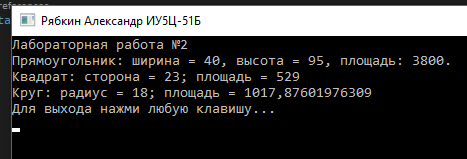 references
Рябкин Александр ИУ5Ц-51Б
Лабораторная работа №2
Прямоугольник: ширина = 40, высота = 95, площадь: 3800.
Квадрат: сторона = 23; площадь = 529
Круг: радиус = 18; площадь = 1017,87601976309
Для выхода нажми любую клавишу...